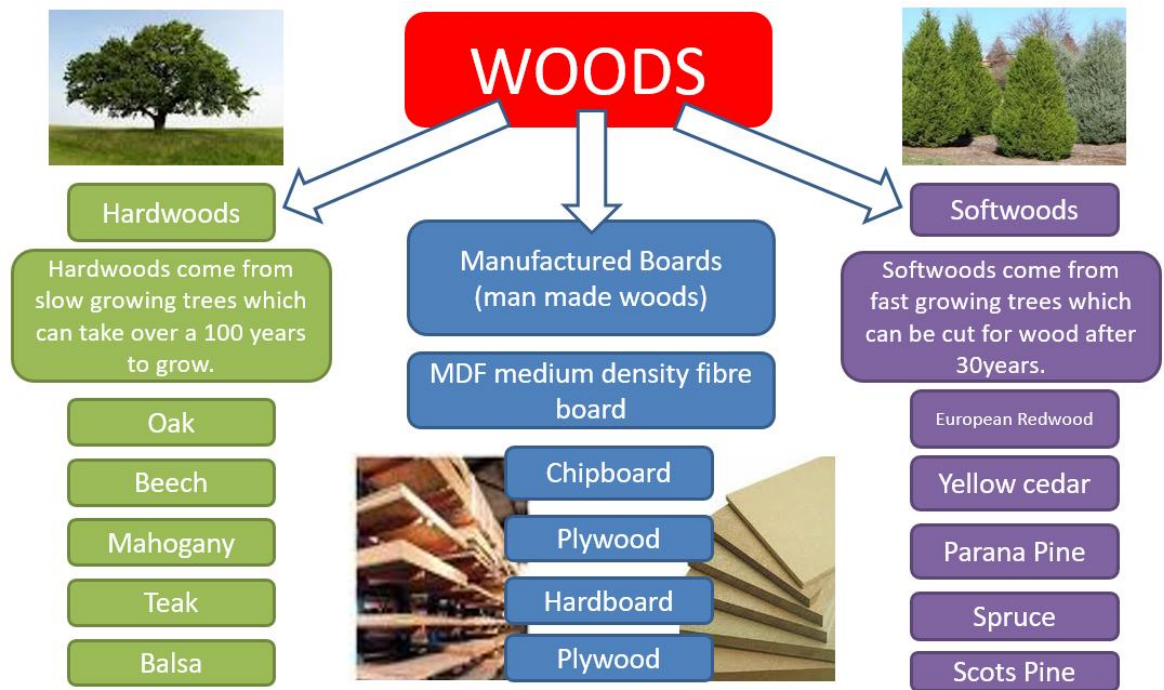 WOODS
Hardwoods
Hardwoods come from
slow growing trees which
can take over a 100 years
to grow.
Oak
Beech
Mahogany
Teak
Balsa
Manufactured Boards
(man made woods)
MDF medium density fibre
board
Chipboard
Plywood
Hardboard
Plywood
Softwoods
Softwoods come from
fast growing trees which
can be cut for wood after
30years.
European Redwood
Yellow cedar
Parana Pine
Spruce
Scots Pine